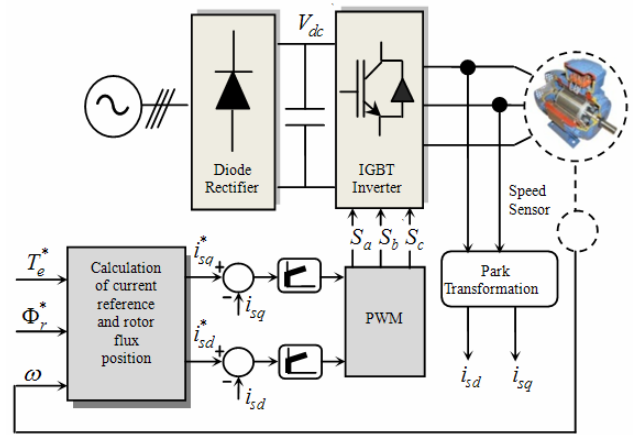 V_dc
Diode
Rectifier
IGBT
Inverter
Speed
Sensor
S_a S_b S_c
T_e^*
Φ_r^*
ω
Calculation
of current
reference
and rotor
flux
position
i_sq^*
+
−
i_sq
i_sd^*
+
−
i_sd
PWM
Park
Transformation
i_sd i_sq